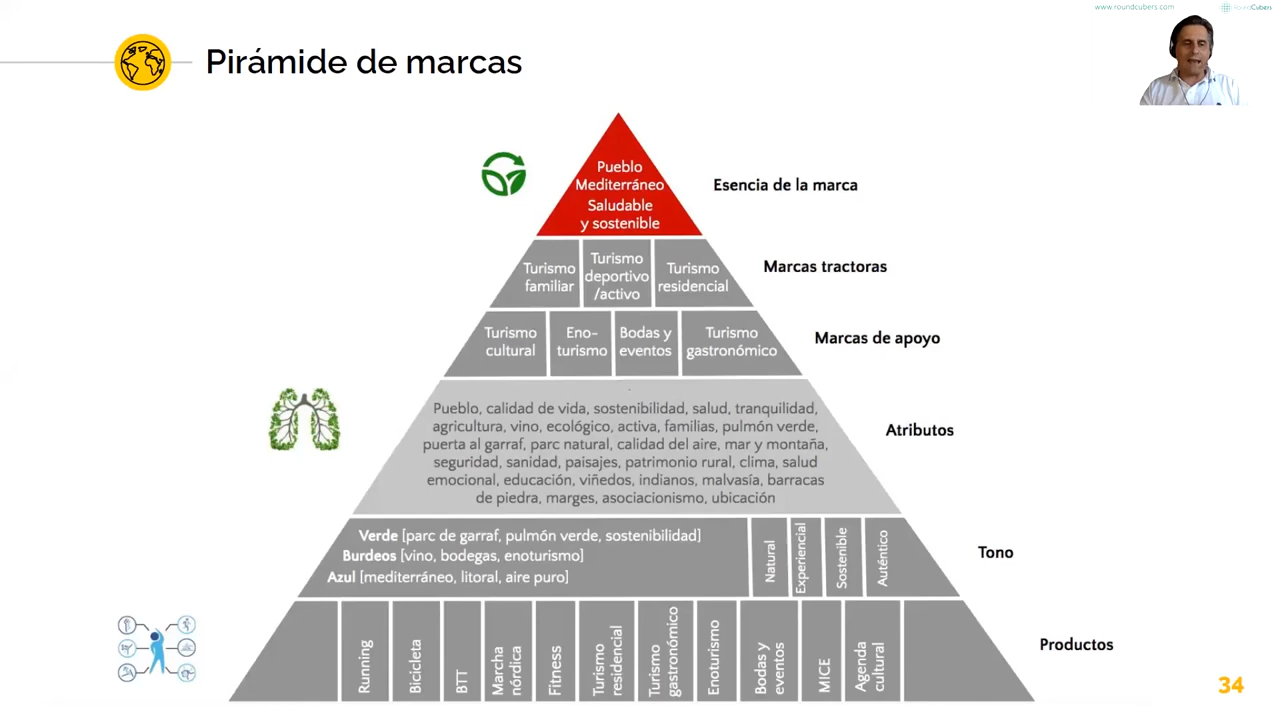 www.roundcubers.com
RoundCubers
Pirámide de marcas
Pueblo
Mediterráneo
Saludable
y sostenible
Esencia de la marca
Turismo
familiar
Turismo
deportivo
/activo
Turismo
residencial
Marcas tractoras
Turismo
cultural
Eno-
turismo
Bodas y
eventos
Turismo
gastronómico
Marcas de apoyo
Pueblo, calidad de vida, sostenibilidad, salud, tranquilidad,
agricultura, vino, ecológico, activa, familias, pulmón verde,
puerta al garraf, parc natural, calidad del aire, mar y montaña,
seguridad, sanidad, paisajes, patrimonio rural, clima, salud
emocional, educación, viñedos, indianos, malvasía, barracas
de piedra, marges, asociacionismo, ubicación
Atributos
Verde [parc de garraf, pulmón verde, sostenibilidad]
Burdeos [vino, bodegas, enoturismo]
Azul [mediterráneo, litoral, aire puro]
Natural
Experiencial
Sostenible
Auténtico
Tono
Running
Bicicleta
BTT
Marcha
nórdica
Fitness
Turismo
residencial
Turismo
gastronómico
Enoturismo
Bodas y
eventos
MICE
Agenda
cultural
Productos
34